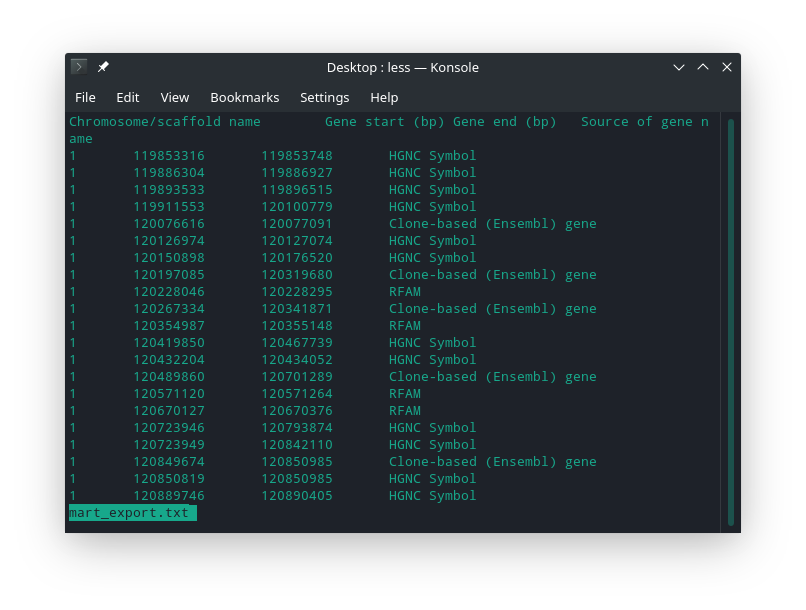 Desktop : less — Konsole
File Edit View Bookmarks Settings Help
Chromosome/scaffold name        Gene start (bp) Gene end (bp)   Source of gene n
ame
1       119853316       119853748       HGNC Symbol
1       119886304       119886927       HGNC Symbol
1       119893533       119896515       HGNC Symbol
1       119911553       120100779       HGNC Symbol
1       120076616       120077091       Clone-based (Ensembl) gene
1       120126974       120127074       HGNC Symbol
1       120150898       120176520       HGNC Symbol
1       120197085       120319680       Clone-based (Ensembl) gene
1       120228046       120228295       RFAM
1       120267334       120341871       Clone-based (Ensembl) gene
1       120354987       120355148       RFAM
1       120419850       120467739       HGNC Symbol
1       120432204       120434052       HGNC Symbol
1       120489860       120701289       Clone-based (Ensembl) gene
1       120571120       120571264       RFAM
1       120670127       120670376       RFAM
1       120723946       120793874       HGNC Symbol
1       120723949       120842110       HGNC Symbol
1       120849674       120850985       Clone-based (Ensembl) gene
1       120850819       120850985       HGNC Symbol
1       120889746       120890405       HGNC Symbol
mart_export.txt